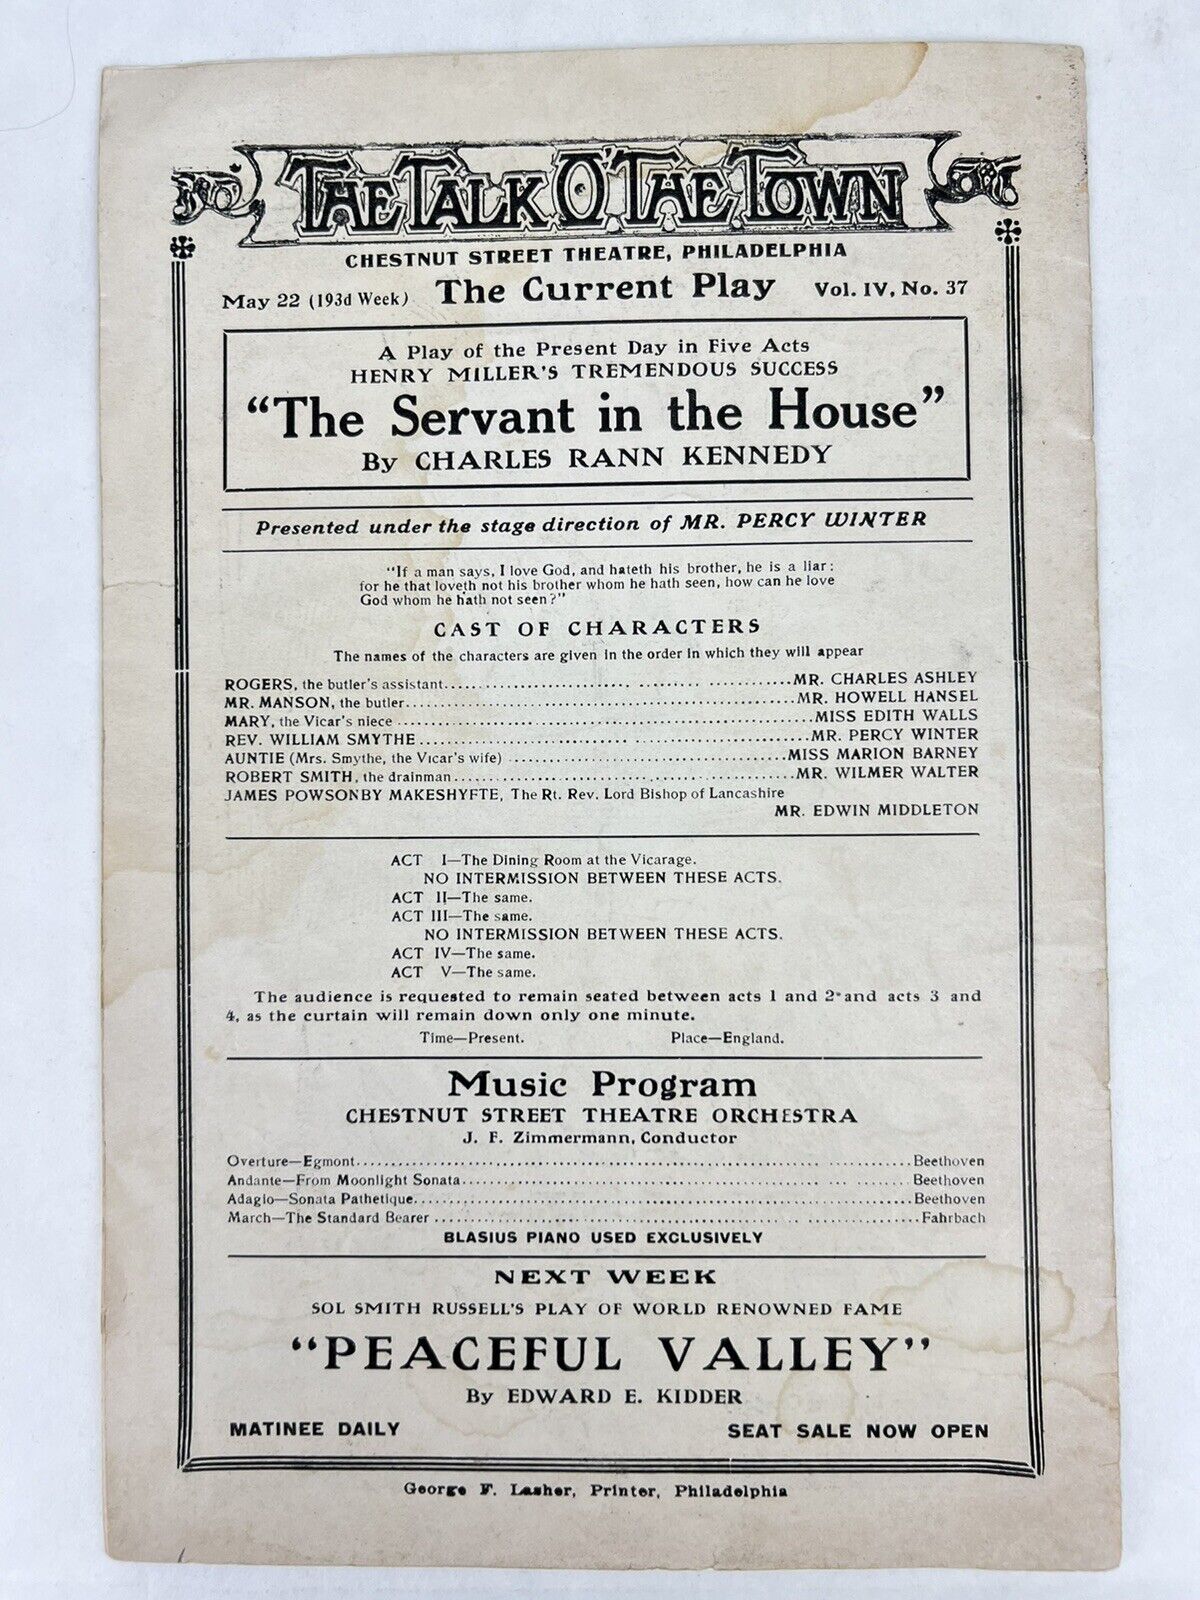 THE TALK O' THE TOWN
CHESTNUT STREET THEATRE, PHILADELPHIA
May 22 (193d Week) The Current Play Vol. IV, No. 37
A Play of the Present Day in Five Acts
HENRY MILLER'S TREMENDOUS SUCCESS
"The Servant in the House"
By CHARLES RANN KENNEDY
Presented under the stage direction of MR. PERCY WINTER
"If a man says, I love God, and hateth his brother, he is a liar:
for he that loveth not his brother whom he hath seen, how can he love
God whom he hath not seen?"
CAST OF CHARACTERS
The names of the characters are given in the order in which they will appear
ROGERS, the butler's assistant.......................................MR. CHARLES ASHLEY
MR. MANSON, the butler.......................................MR. HOWELL HANSEL
MARY, the Vicar's niece.......................................MISS EDITH WALLS
REV. WILLIAM SMYTHE.......................................MR. PERCY WINTER
AUNTIE (Mrs. Smythe, the Vicar's wife).......................................MISS MARION BARNEY
ROBERT SMITH, the drainman.......................................MR. WILMER WALTER
JAMES POWSONBY MAKESHYFTE, The Rt. Rev. Lord Bishop of Lancashire
MR. EDWIN MIDDLETON
ACT I—The Dining Room at the Vicarage.
NO INTERMISSION BETWEEN THESE ACTS.
ACT II—The same.
ACT III—The same.
NO INTERMISSION BETWEEN THESE ACTS.
ACT IV—The same.
ACT V—The same.
The audience is requested to remain seated between acts 1 and 2 and acts 3 and
4, as the curtain will remain down only one minute.
Time—Present. Place—England.
Music Program
CHESTNUT STREET THEATRE ORCHESTRA
J. F. Zimmermann, Conductor
Overture—Egmont.......................................Beethoven
Andante—From Moonlight Sonata.......................................Beethoven
Adagio—Sonata Pathetique.......................................Beethoven
March—The Standard Bearer.......................................Fahrbach
BLASIUS PIANO USED EXCLUSIVELY
NEXT WEEK
SOL SMITH RUSSELL'S PLAY OF WORLD RENOWNED FAME
"PEACEFUL VALLEY"
By EDWARD E. KIDDER
MATINEE DAILY SEAT SALE NOW OPEN
George F. Lasher, Printer, Philadelphia